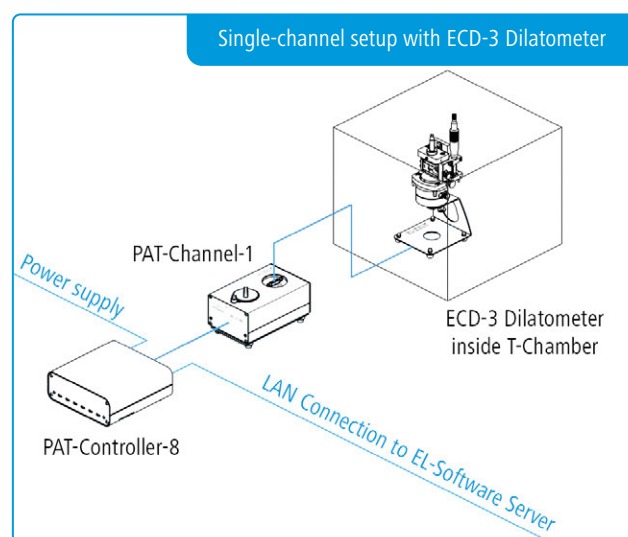 Single-channel setup with ECD-3 Dilatometer
PAT-Channel-1
Power supply
ECD-3 Dilatometer
inside T-Chamber
LAN Connection to EL-Software Server
PAT-Controller-8